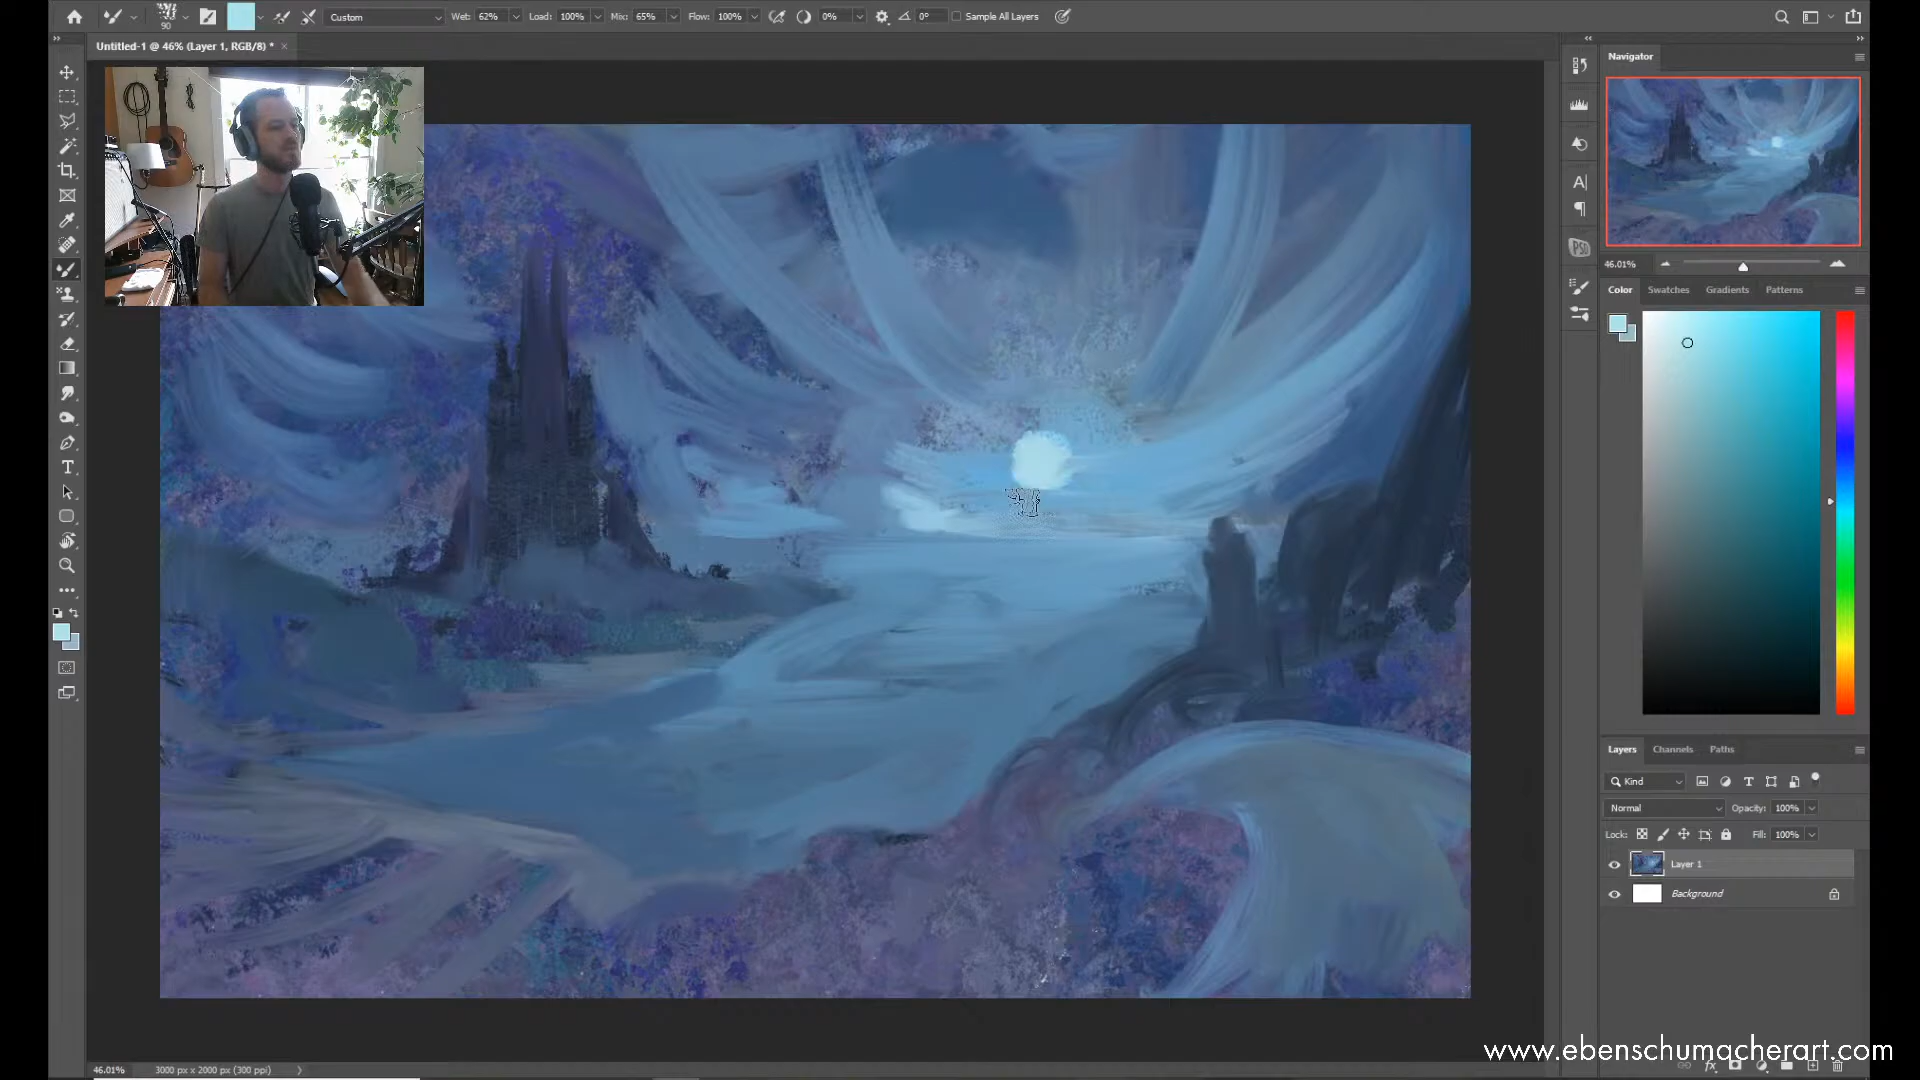 90
Custom
Wet: 62%
Load: 100%
Mix: 65%
Flow: 100%
0%
0°
Sample All Layers
Untitled-1 @ 46% (Layer 1, RGB/8) *
Navigator
46.01%
Color
Swatches
Gradients
Patterns
Layers
Channels
Paths
Kind
Normal
Opacity: 100%
Lock:
Fill: 100%
Layer 1
Background
www.ebenschumacherart.com
46.01%
3000 px x 2000 px (300 ppi)